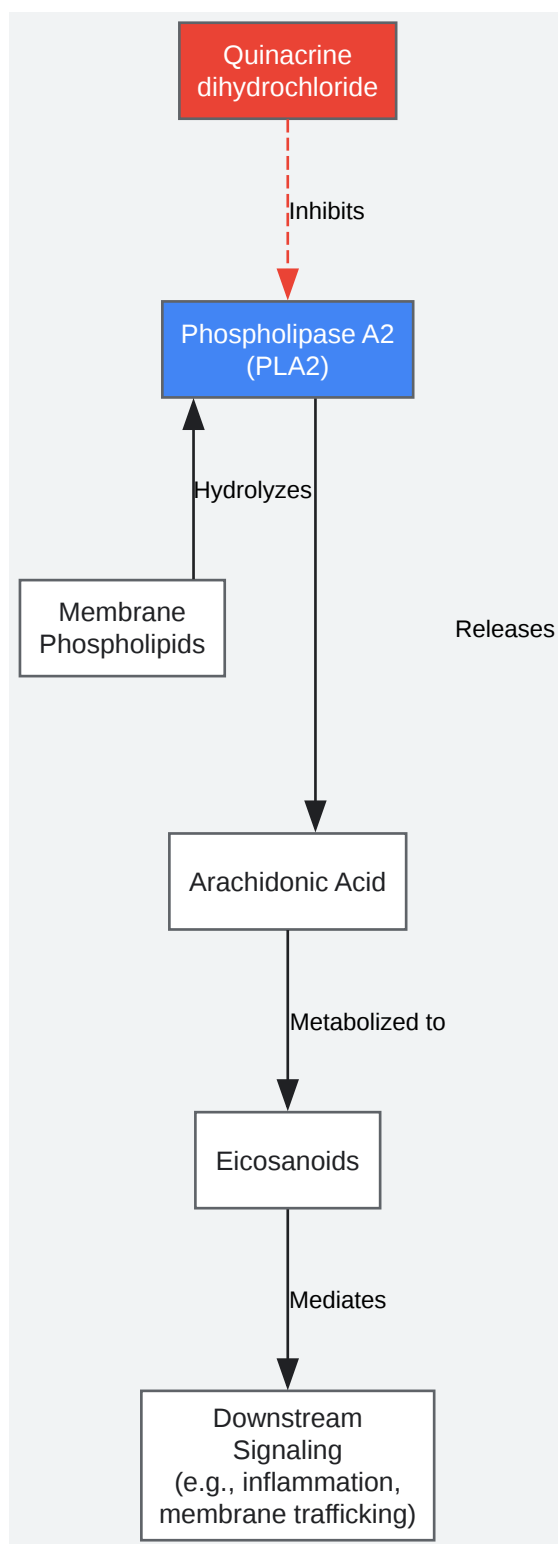 Quinacrine
dihydrochloride
Inhibits
Phospholipase A2
(PLA2)
Hydrolyzes
Membrane
Phospholipids
Releases
Arachidonic Acid
Metabolized to
Eicosanoids
Mediates
Downstream
Signaling
(e.g., inflammation,
membrane trafficking)